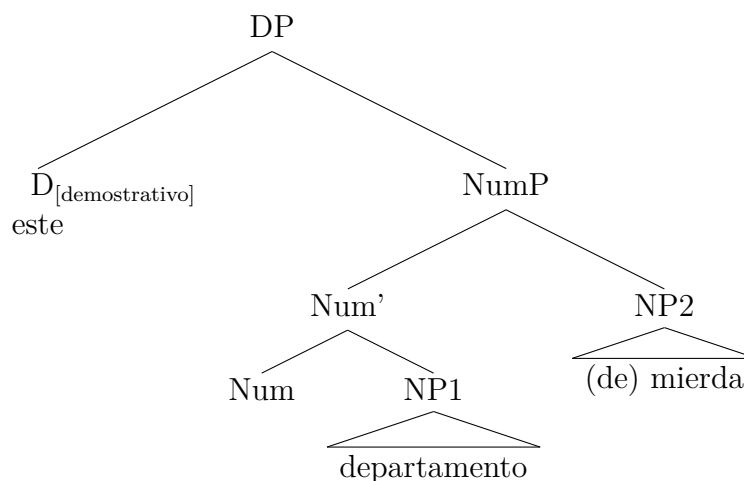 DP
D[demostrativo] NumP
este
Num' NP2
Num NP1 (de) mierda
departamento